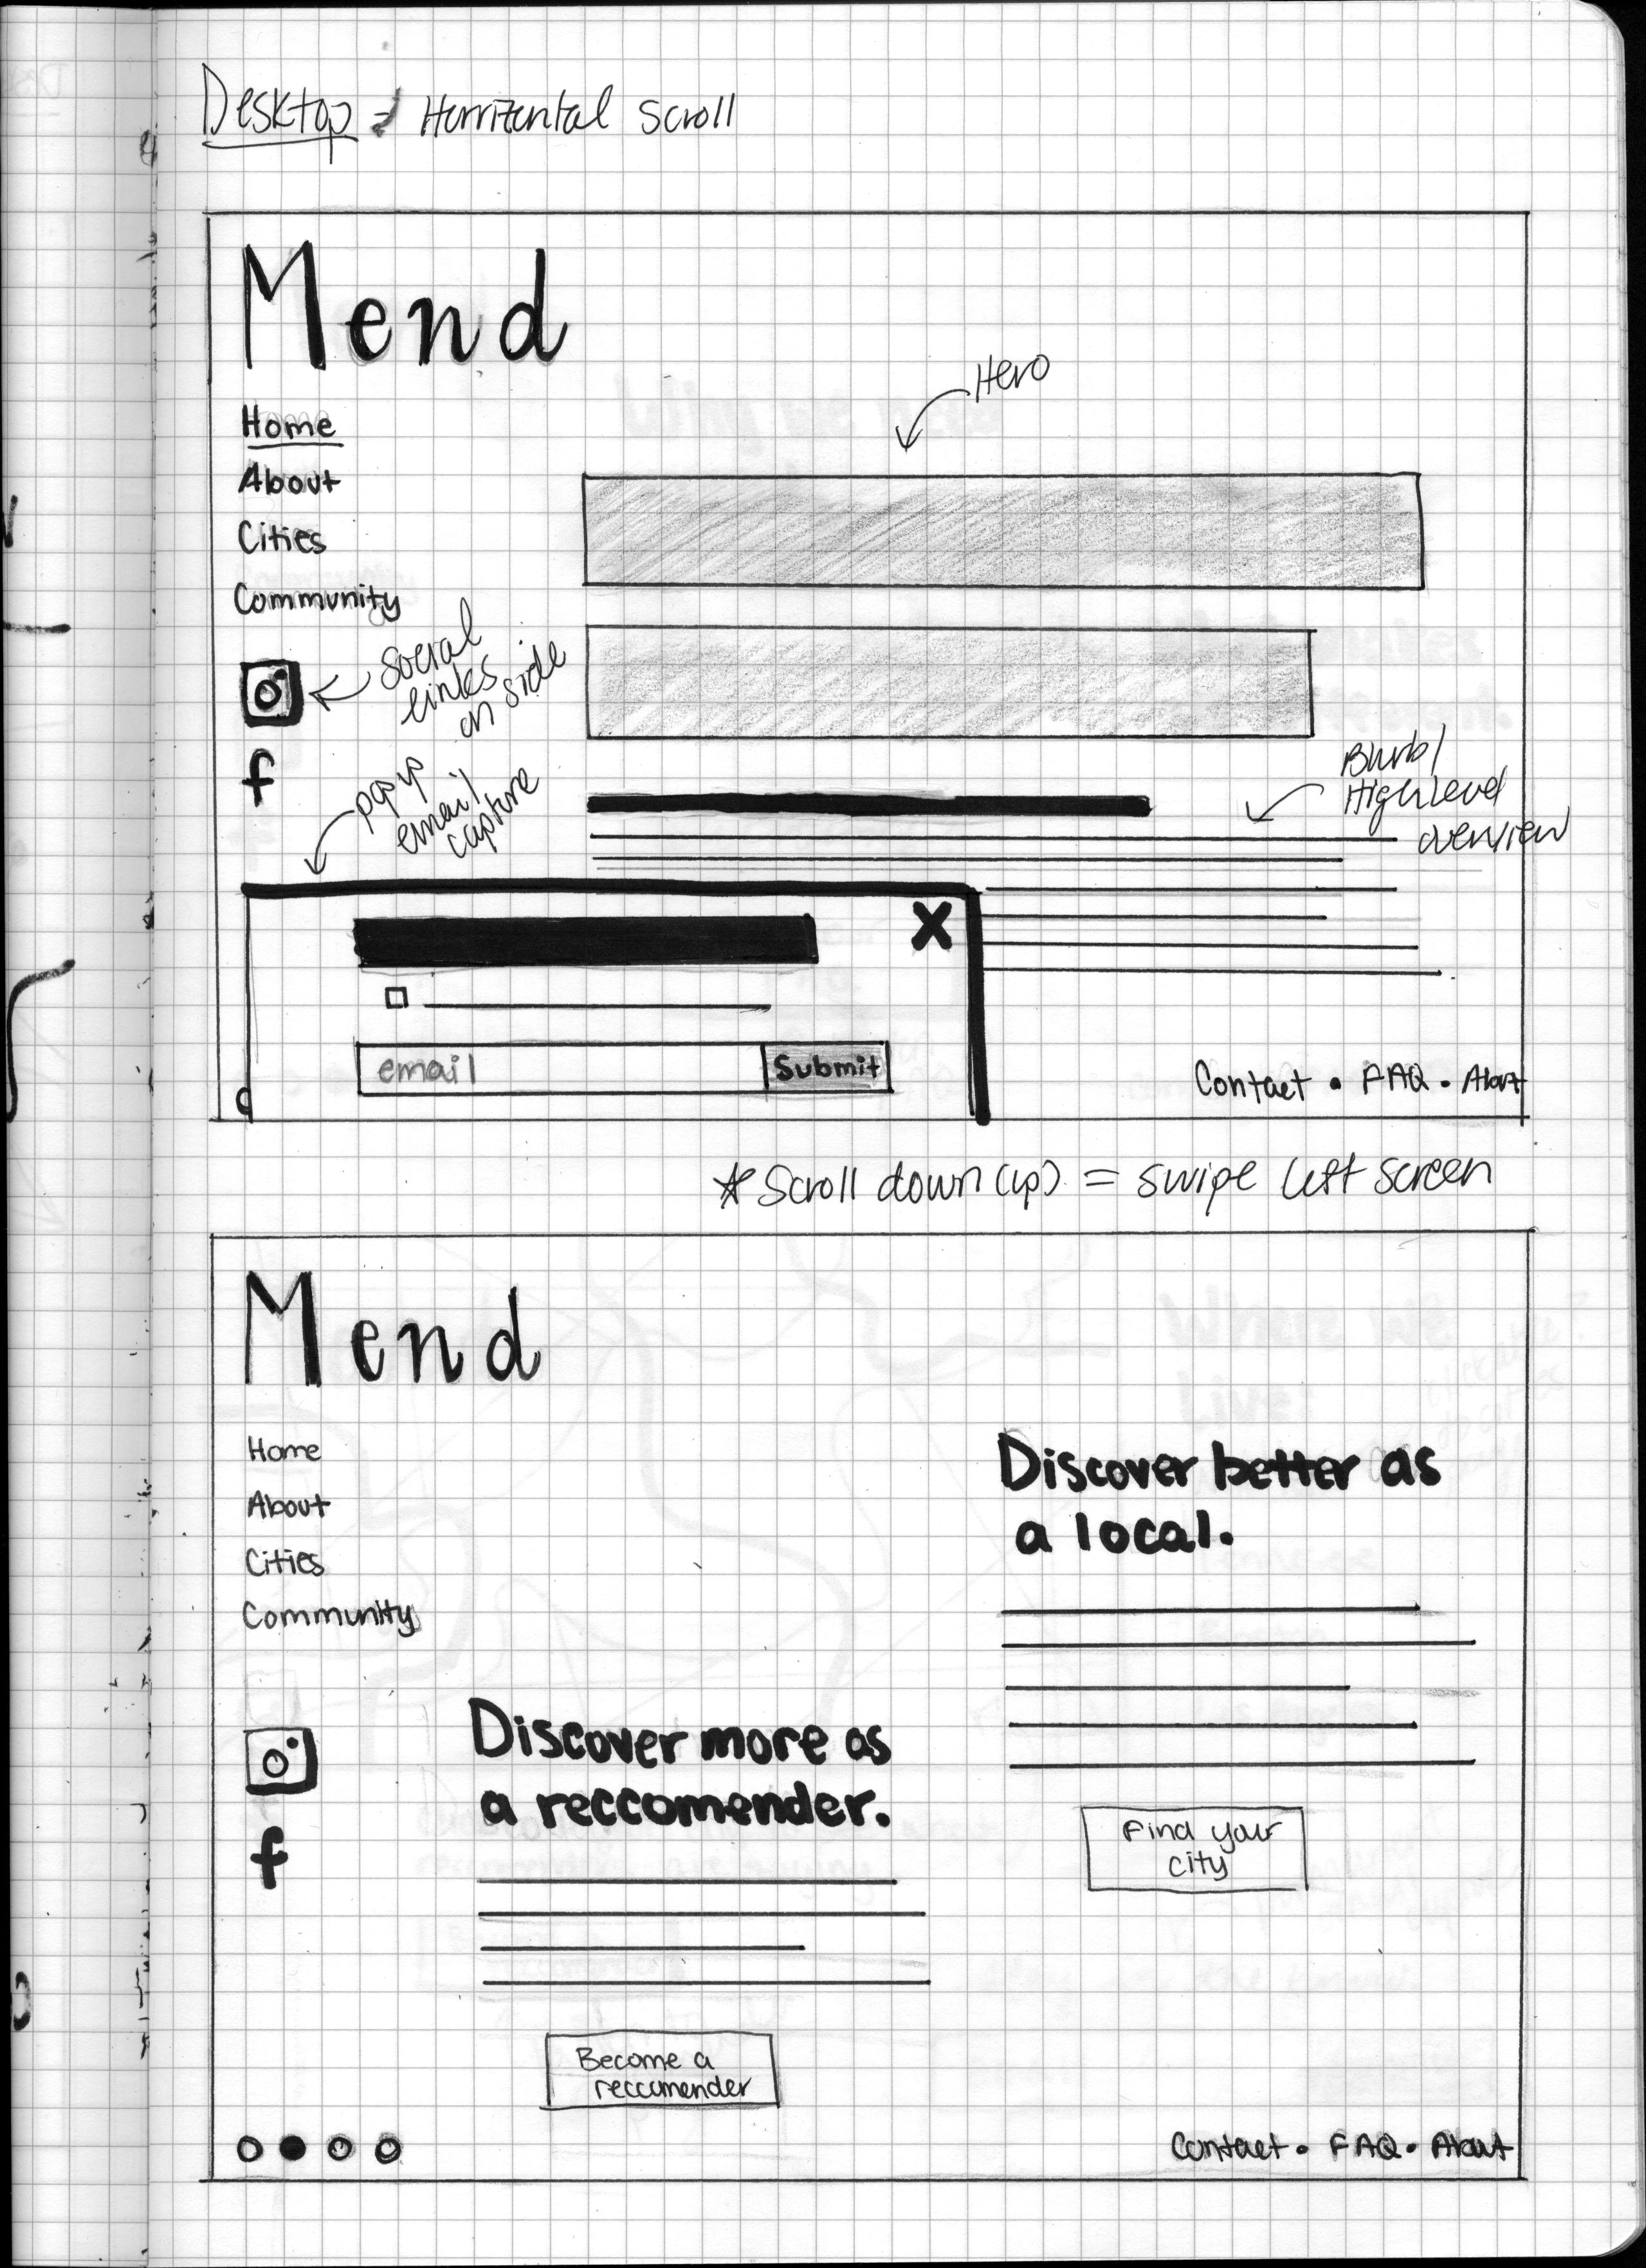 Desktop - Horrizental scroll
Mend
Hero
Home
About
Cities
Community
social
links
on side
pop up
email
capture
Blurb/
High level
overview
X
email
Submit
Contact • FAQ • About
* Scroll down (up) = swipe left screen
Mend
Home
About
Cities
Community
f
Discover better as
a local.
Find your
city
Discover more as
a reccomender.
Become a
reccomender
Contact • FAQ • About